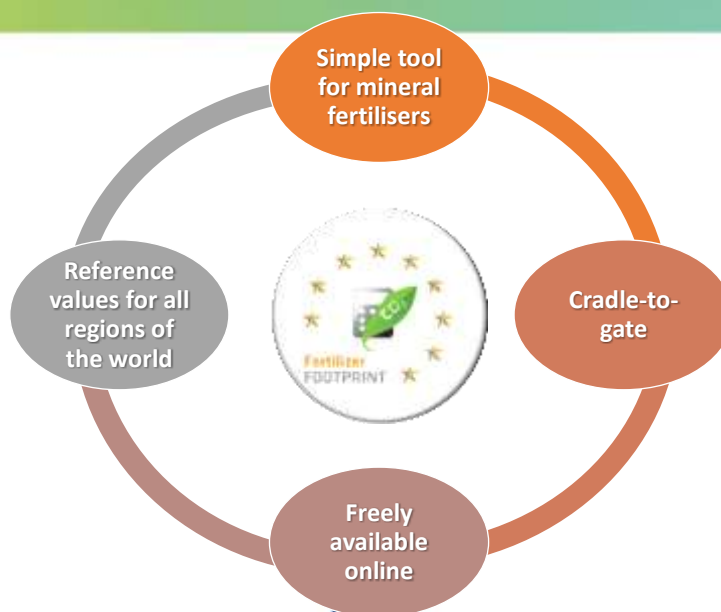 Simple tool
for mineral
fertilisers
Reference
values for all
regions of
the world
CO₂
Fertilizer
FOOTPRINT
Cradle-to-
gate
Freely
available
online